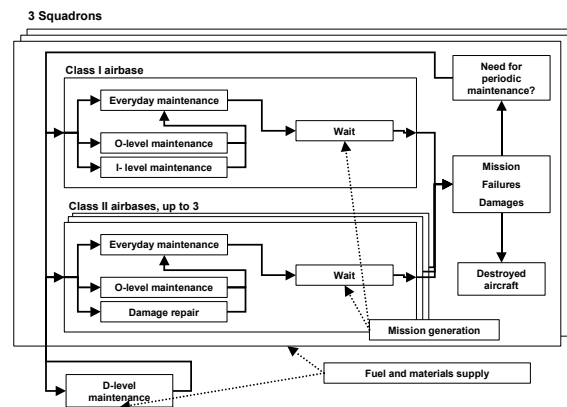 3 Squadrons
Class I airbase
Everyday maintenance
O-level maintenance
I- level maintenance
Wait
Need for
periodic
maintenance?
Mission
Failures
Damages
Destroyed
aircraft
Class II airbases, up to 3
Everyday maintenance
O-level maintenance
Damage repair
Wait
Mission generation
Fuel and materials supply
D-level
maintenance